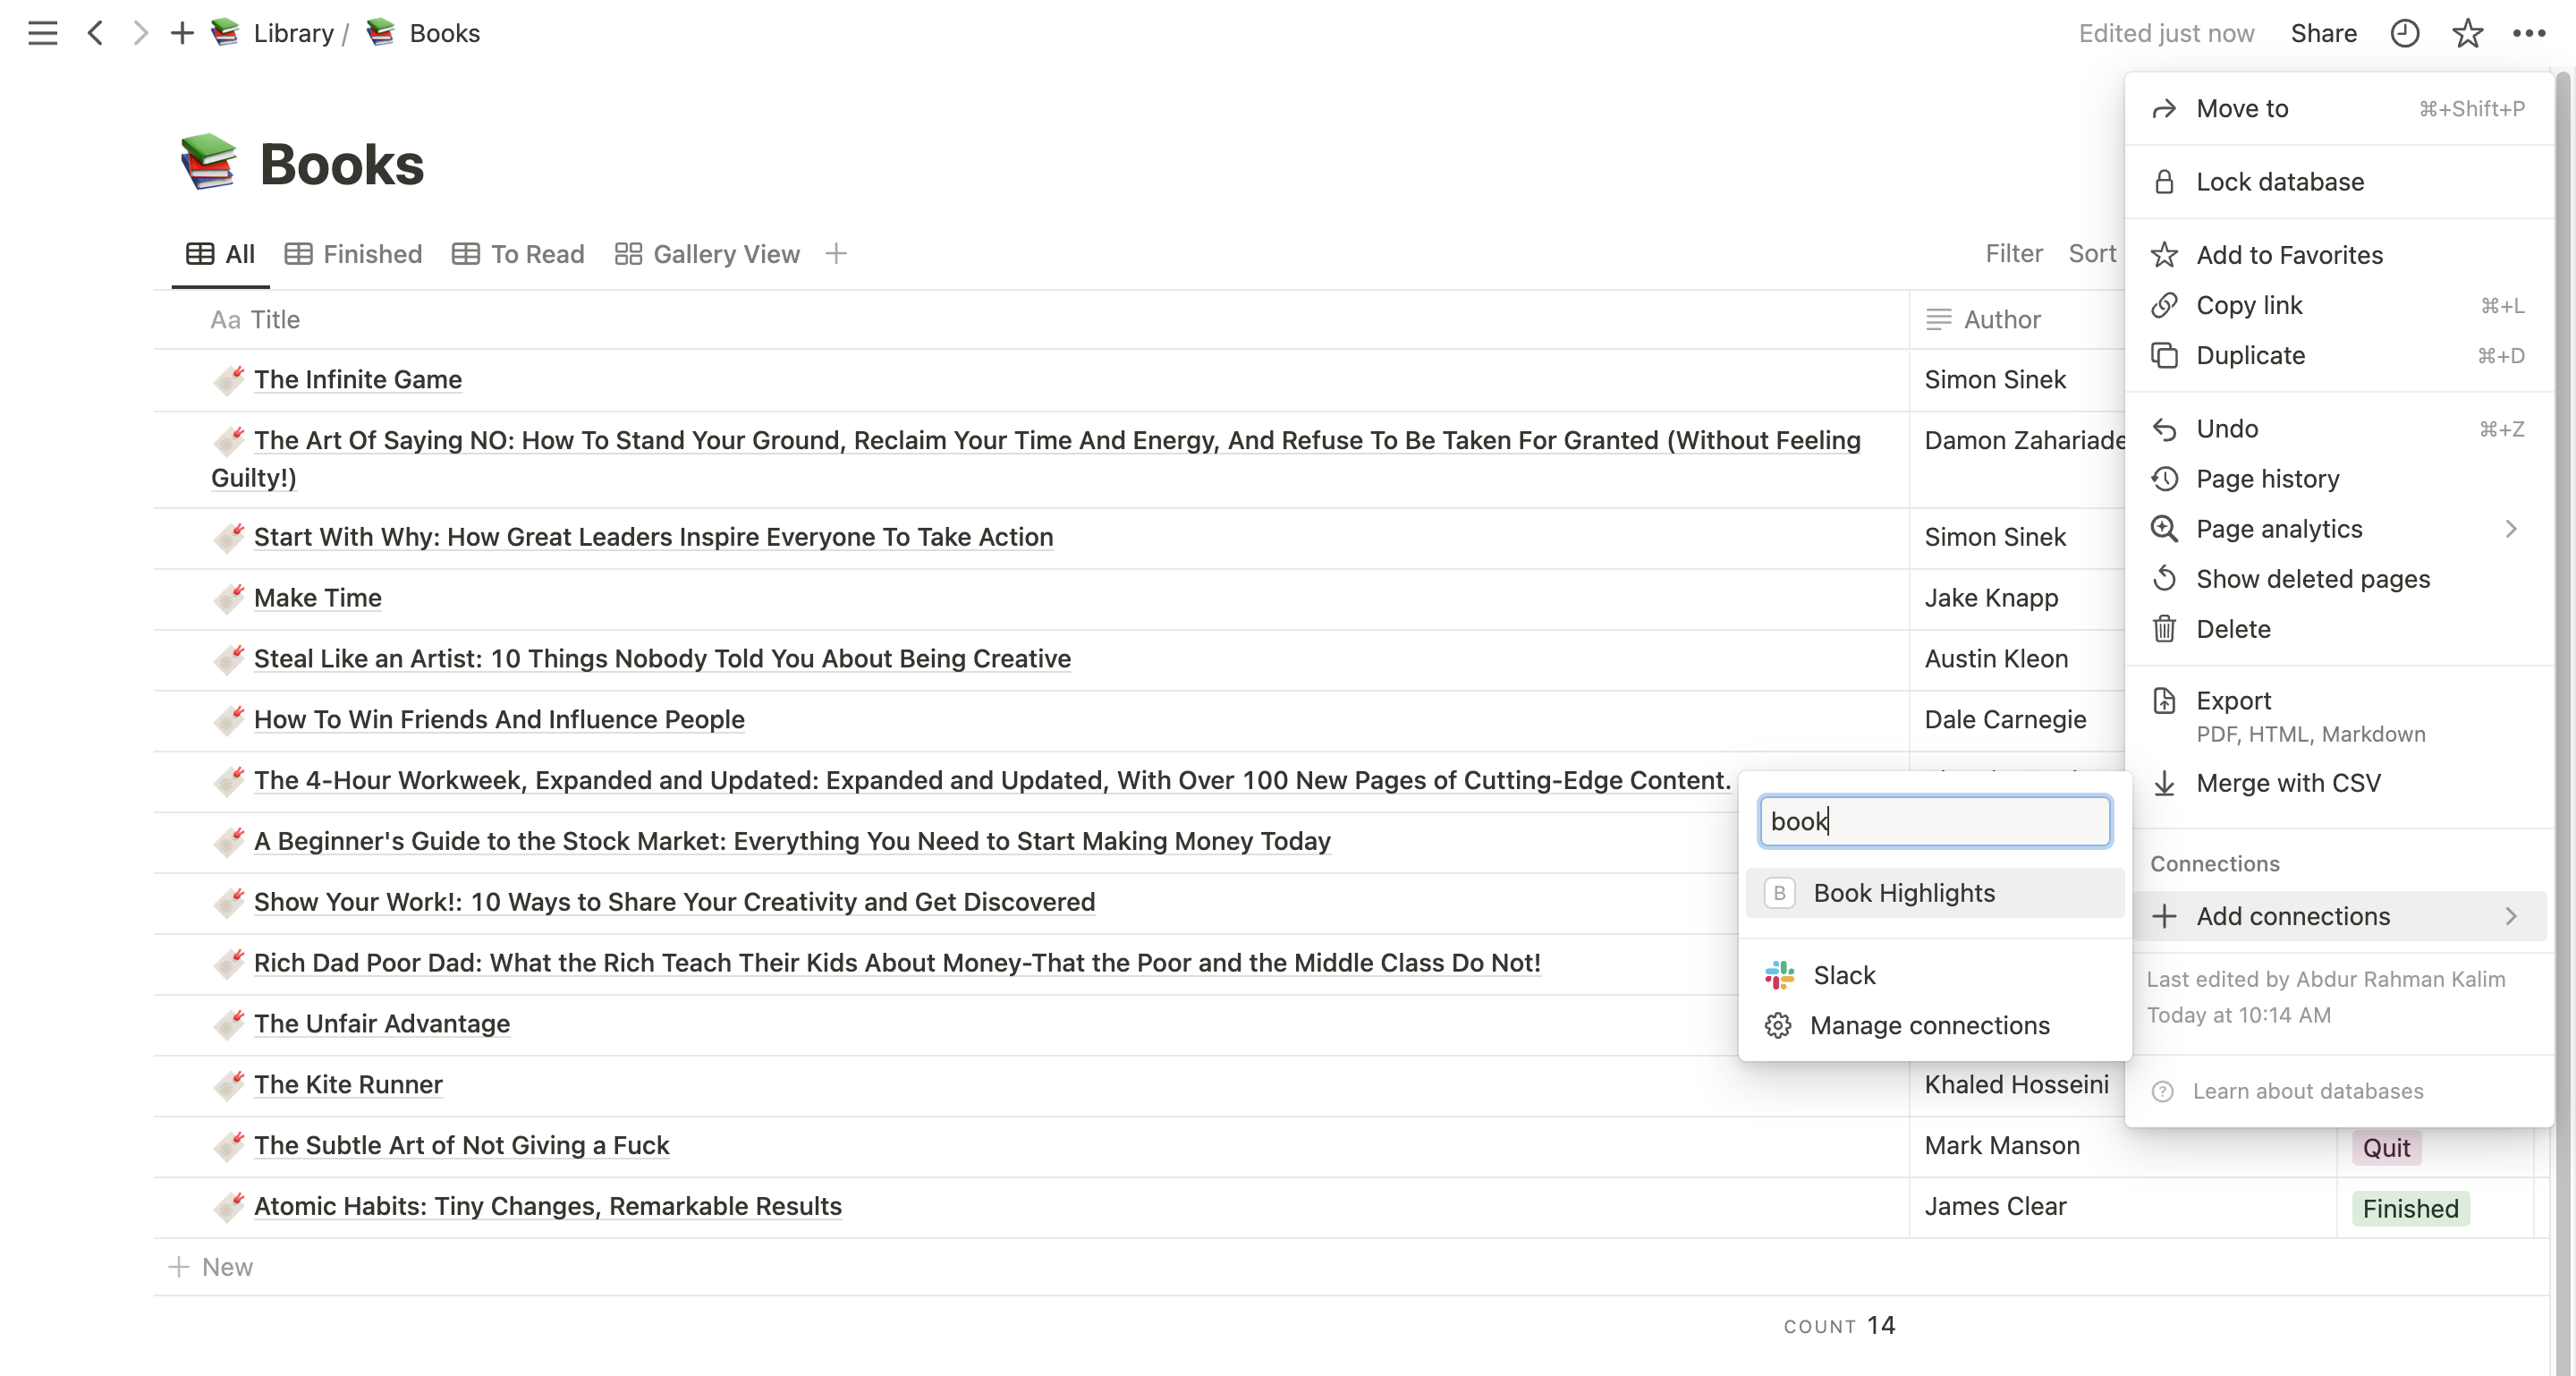 Library / Books
Edited just now Share
Books
All Finished To Read Gallery View
Filter Sort
Aa Title Author
The Infinite Game Simon Sinek
The Art Of Saying NO: How To Stand Your Ground, Reclaim Your Time And Energy, And Refuse To Be Taken For Granted (Without Feeling Damon Zahariade
Guilty!)
Start With Why: How Great Leaders Inspire Everyone To Take Action Simon Sinek
Make Time Jake Knapp
Steal Like an Artist: 10 Things Nobody Told You About Being Creative Austin Kleon
How To Win Friends And Influence People Dale Carnegie
The 4-Hour Workweek, Expanded and Updated: Expanded and Updated, With Over 100 New Pages of Cutting-Edge Content.
A Beginner's Guide to the Stock Market: Everything You Need to Start Making Money Today
Show Your Work!: 10 Ways to Share Your Creativity and Get Discovered
Rich Dad Poor Dad: What the Rich Teach Their Kids About Money-That the Poor and the Middle Class Do Not!
The Unfair Advantage
The Kite Runner Khaled Hosseini
The Subtle Art of Not Giving a Fuck Mark Manson Quit
Atomic Habits: Tiny Changes, Remarkable Results James Clear Finished
New
COUNT 14
Move to ⌘+Shift+P
Lock database
Add to Favorites
Copy link ⌘+L
Duplicate ⌘+D
Undo ⌘+Z
Page history
Page analytics
Show deleted pages
Delete
Export
PDF, HTML, Markdown
Merge with CSV
Connections
Add connections
Last edited by Abdur Rahman Kalim
Today at 10:14 AM
Learn about databases
book
B Book Highlights
Slack
Manage connections